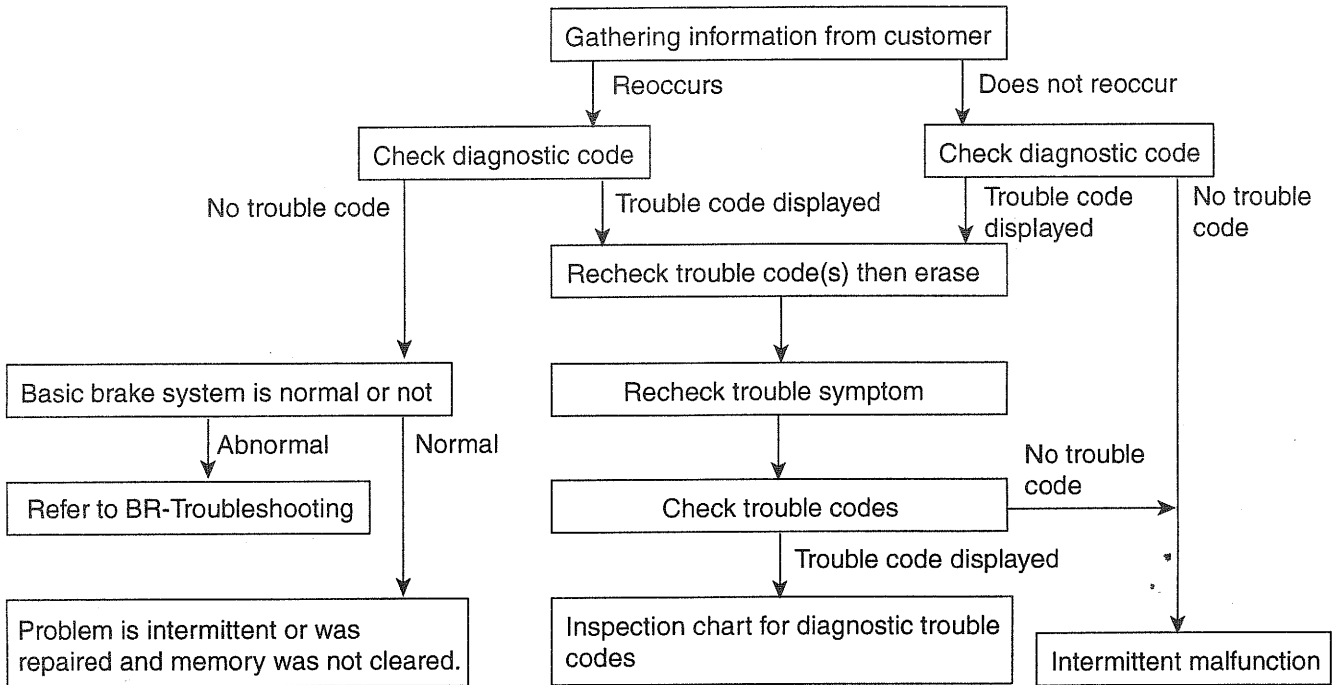 Gathering information from customer
Reoccurs
Does not reoccur
Check diagnostic code
Check diagnostic code
No trouble code
Trouble code displayed
Trouble code
displayed
No trouble
code
Recheck trouble code(s) then erase
Basic brake system is normal or not
Recheck trouble symptom
Abnormal
Normal
No trouble
code
Refer to BR-Troubleshooting
Check trouble codes
Trouble code displayed
Problem is intermittent or was
repaired and memory was not cleared.
Inspection chart for diagnostic trouble
codes
Intermittent malfunction